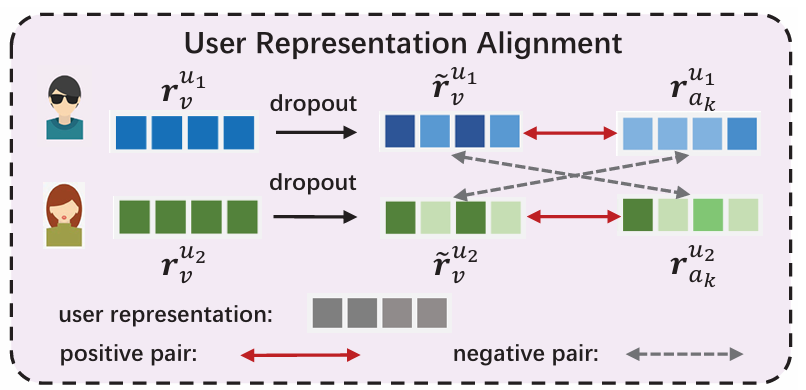 User Representation Alignment
r_v^{u_1} dropout r̃_v^{u_1} r_{a_k}^{u_1}
dropout
r_v^{u_2} r̃_v^{u_2} r_{a_k}^{u_2}
user representation:
positive pair: negative pair: